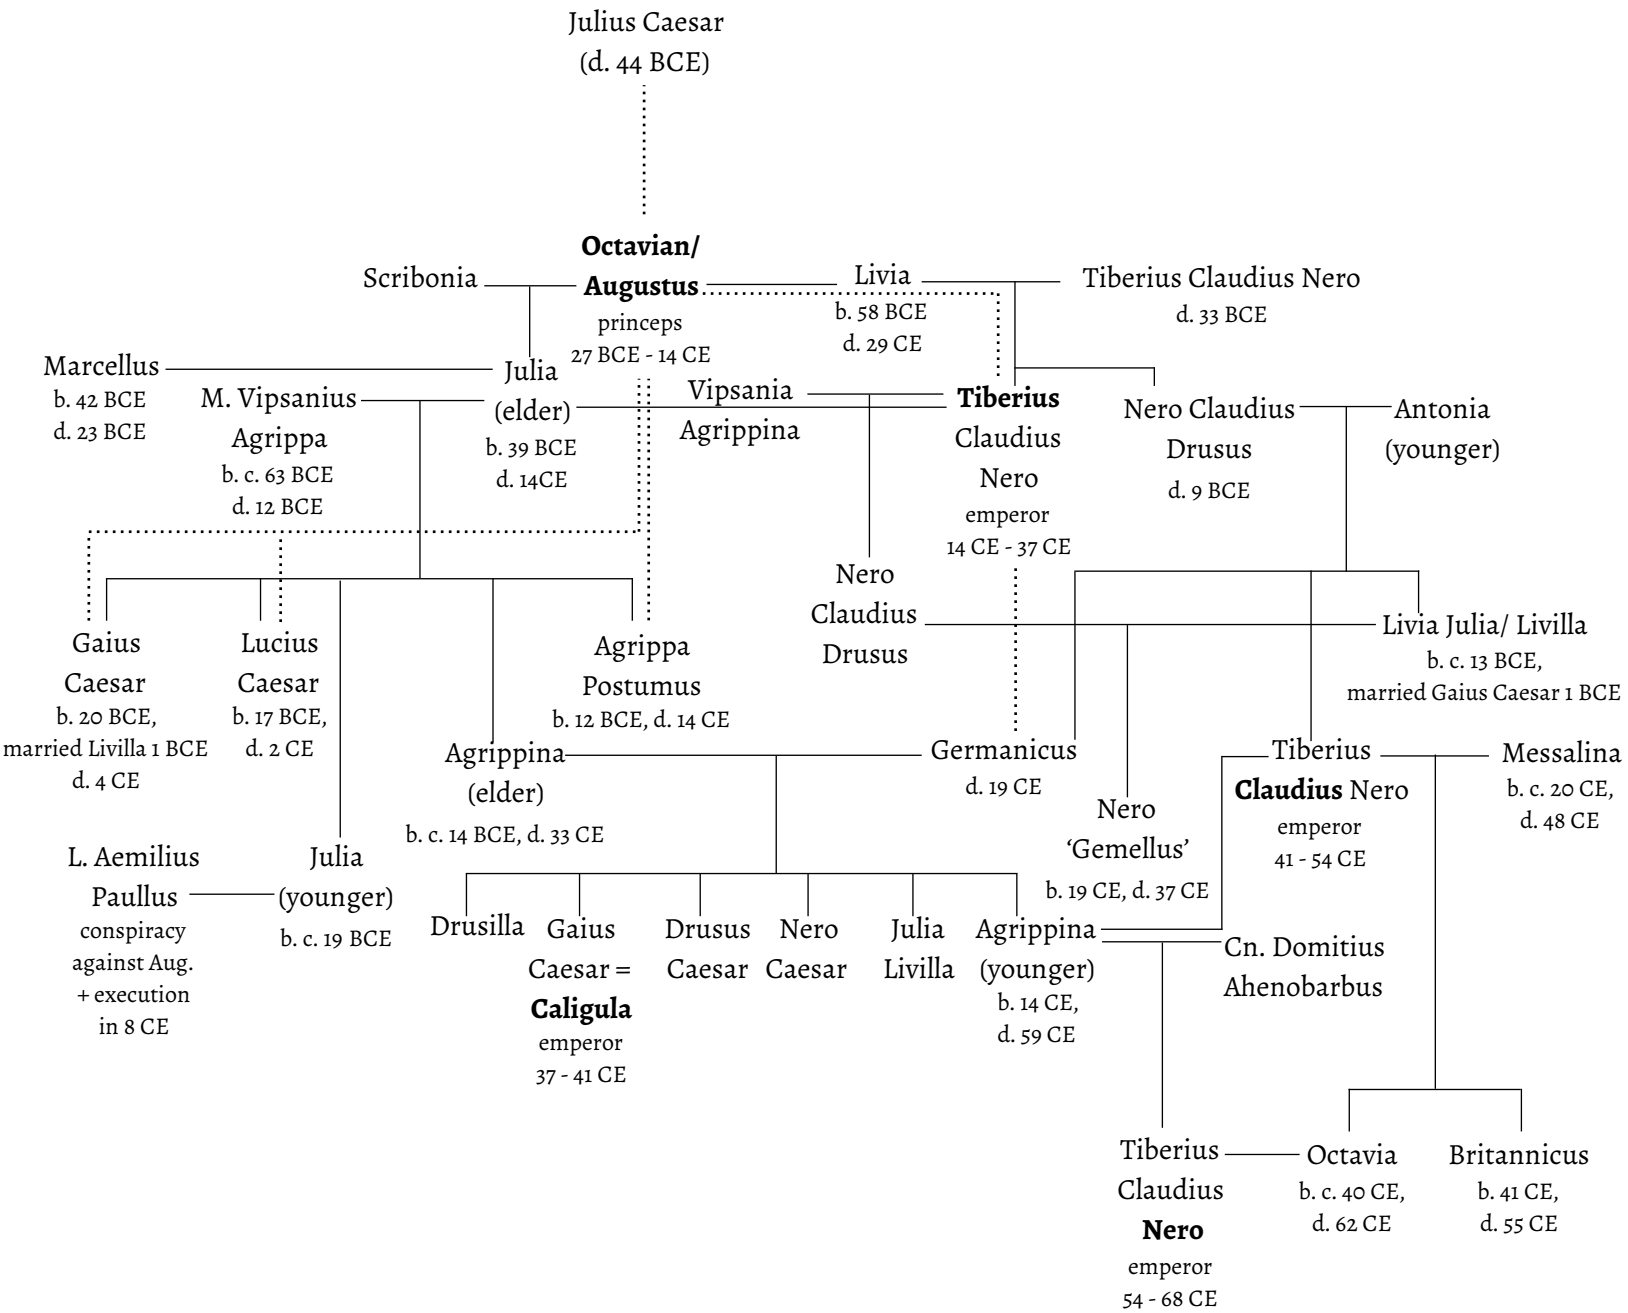 Julius Caesar
(d. 44 BCE)
Octavian/
Augustus
princeps
27 BCE - 14 CE
Scribonia
Livia
b. 58 BCE
d. 29 CE
Tiberius Claudius Nero
d. 33 BCE
Marcellus
b. 42 BCE
d. 23 BCE
M. Vipsanius
Agrippa
b. c. 63 BCE
d. 12 BCE
Julia
(elder)
b. 39 BCE
d. 14CE
Vipsania
Agrippina
Tiberius
Claudius
Nero
emperor
14 CE - 37 CE
Nero Claudius
Drusus
d. 9 BCE
Antonia
(younger)
Gaius
Caesar
b. 20 BCE,
married Livilla 1 BCE
d. 4 CE
Lucius
Caesar
b. 17 BCE,
d. 2 CE
Agrippa
Postumus
b. 12 BCE, d. 14 CE
Nero
Claudius
Drusus
Livia Julia/ Livilla
b. c. 13 BCE,
married Gaius Caesar 1 BCE
Agrippina
(elder)
b. c. 14 BCE, d. 33 CE
Germanicus
d. 19 CE
Nero
‘Gemellus’
b. 19 CE, d. 37 CE
Tiberius
Claudius Nero
emperor
41 - 54 CE
Messalina
b. c. 20 CE,
d. 48 CE
L. Aemilius
Paullus
conspiracy
against Aug.
+ execution
in 8 CE
Julia
(younger)
b. c. 19 BCE
Drusilla
Gaius
Caesar =
Caligula
emperor
37 - 41 CE
Drusus
Caesar
Nero
Caesar
Julia
Livilla
Agrippina
(younger)
b. 14 CE,
d. 59 CE
Cn. Domitius
Ahenobarbus
Tiberius
Claudius
Nero
emperor
54 - 68 CE
Octavia
b. c. 40 CE,
d. 62 CE
Britannicus
b. 41 CE,
d. 55 CE